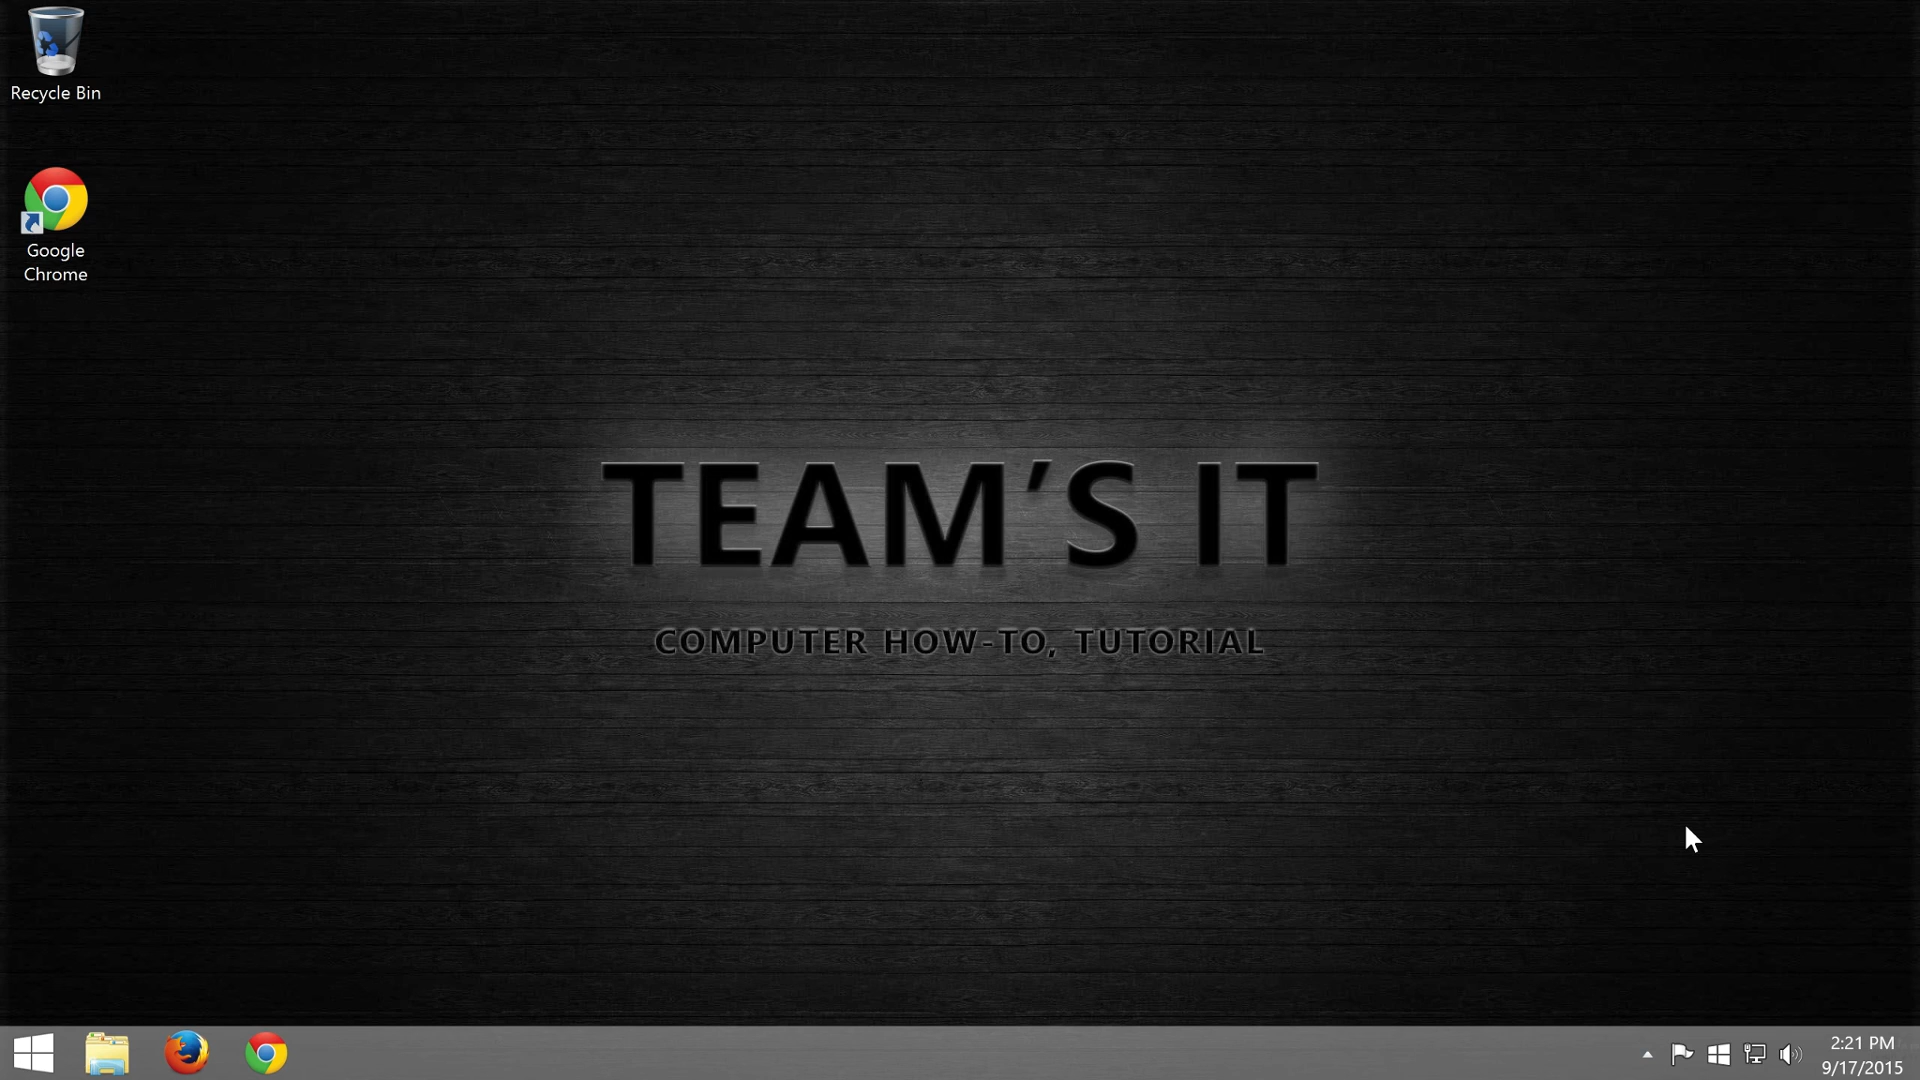 Recycle Bin
Google
Chrome
TEAM’S IT
COMPUTER HOW-TO, TUTORIAL
2:21 PM
9/17/2015